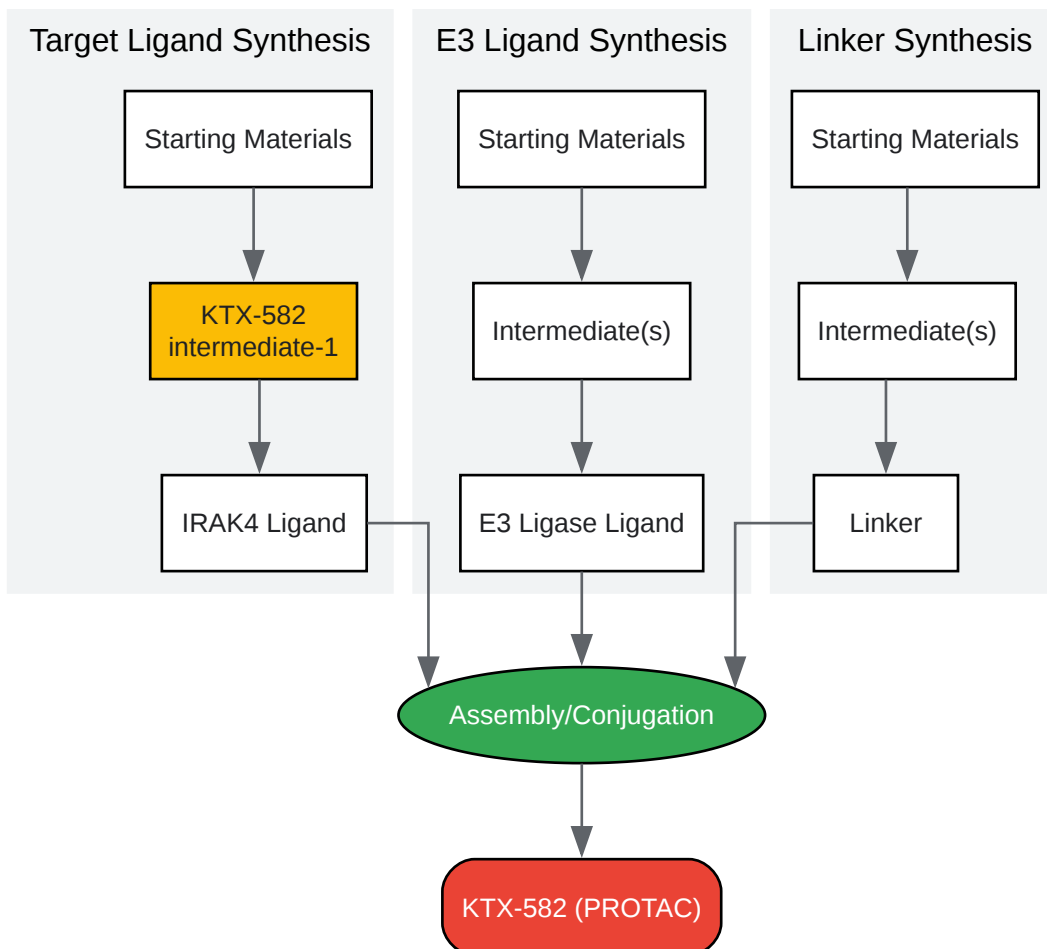 Target Ligand Synthesis
E3 Ligand Synthesis
Linker Synthesis
Starting Materials
Starting Materials
Starting Materials
KTX-582
intermediate-1
Intermediate(s)
Intermediate(s)
IRAK4 Ligand
E3 Ligase Ligand
Linker
Assembly/Conjugation
KTX-582 (PROTAC)